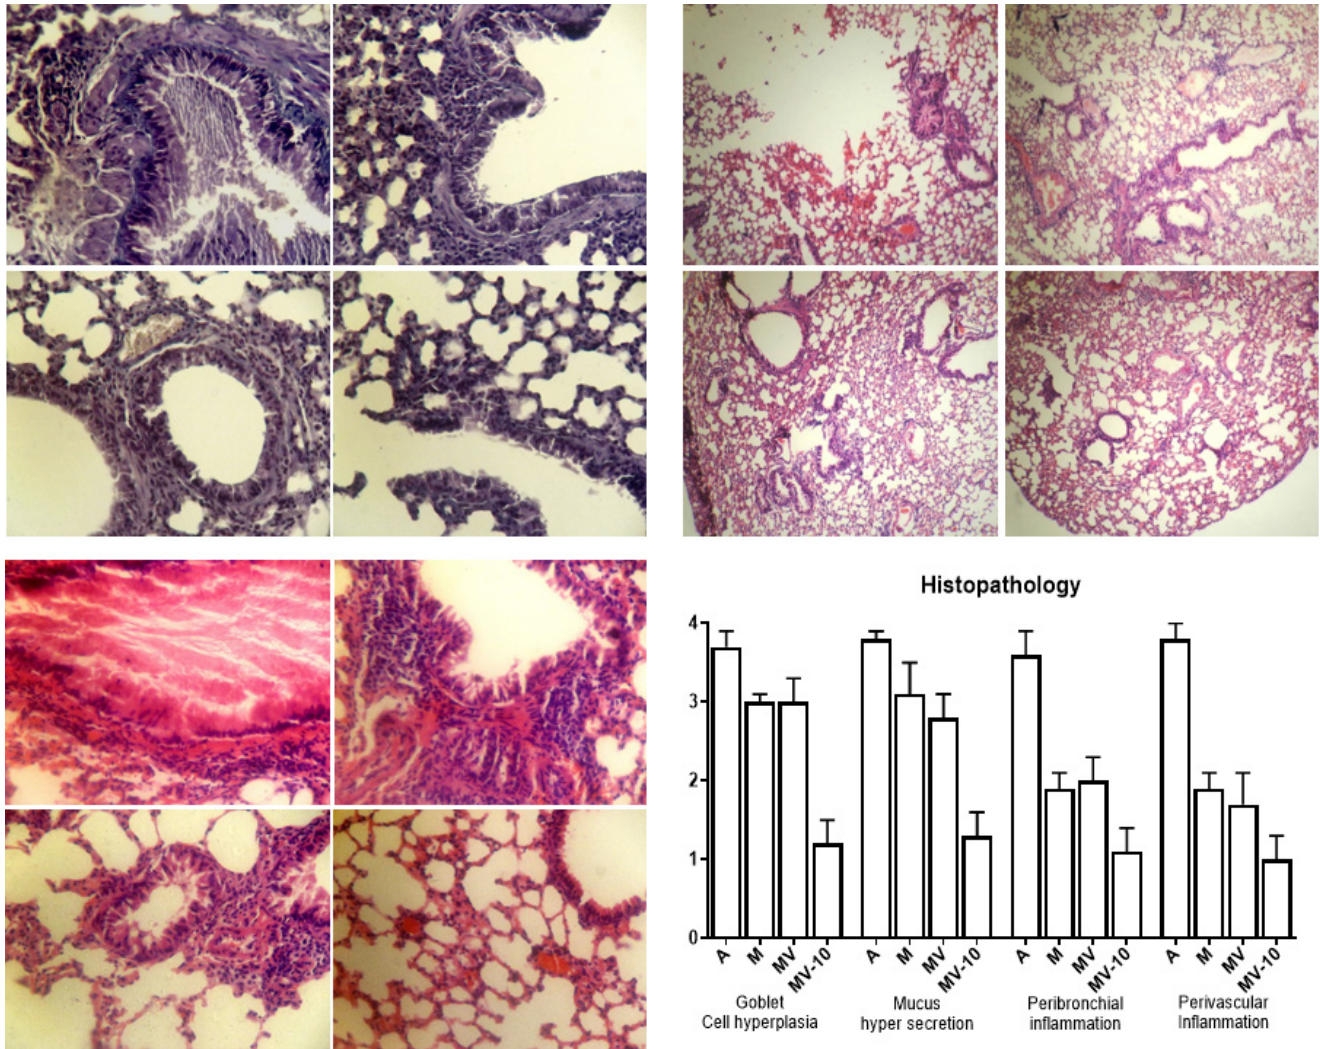 Histopathology
4
3
2
1
0
A M MV MV-10 A M MV MV-10 A M MV MV-10 A M MV MV-10
Goblet Mucus Peribronchial Perivascular
Cell hyperplasia hyper secretion inflammation Inflammation